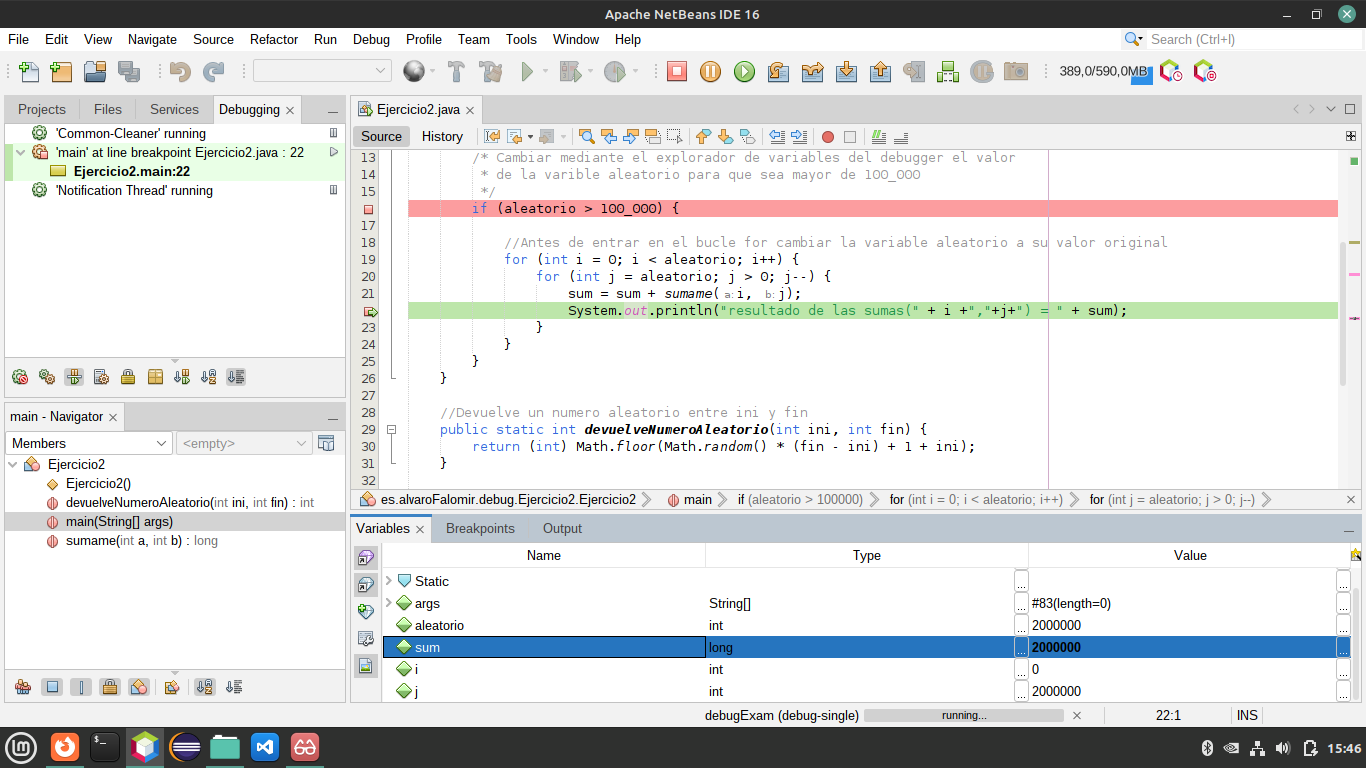 Apache NetBeans IDE 16
File Edit View Navigate Source Refactor Run Debug Profile Team Tools Window Help
Search (Ctrl+I)
389,0/590,0MB
Projects Files Services Debugging
'Common-Cleaner' running
'main' at line breakpoint Ejercicio2.java : 22
Ejercicio2.main:22
'Notification Thread' running
main - Navigator
Members
<empty>
Ejercicio2
Ejercicio2()
devuelveNumeroAleatorio(int ini, int fin) : int
main(String[] args)
sumame(int a, int b) : long
Ejercicio2.java
Source History
13 /* Cambiar mediante el explorador de variables del debugger el valor
14 * de la varible aleatorio para que sea mayor de 100_000
15 */
if (aleatorio > 100_000) {
17
18 //Antes de entrar en el bucle for cambiar la variable aleatorio a su valor original
19 for (int i = 0; i < aleatorio; i++) {
20 for (int j = aleatorio; j > 0; j--) {
21 sum = sum + sumame( a: i, b: j);
System.out.println("resultado de las sumas(" + i +","+j+") = " + sum);
23 }
24 }
25 }
26 }
27
28 //Devuelve un numero aleatorio entre ini y fin
29 public static int devuelveNumeroAleatorio(int ini, int fin) {
30 return (int) Math.floor(Math.random() * (fin - ini) + 1 + ini);
31 }
32
es.alvaroFalomir.debug.Ejercicio2.Ejercicio2 main if (aleatorio > 100000) for (int i = 0; i < aleatorio; i++) for (int j = aleatorio; j > 0; j--)
Variables Breakpoints Output
Name Type Value
Static ... ...
args String[] ... #83(length=0) ...
aleatorio int ... 2000000 ...
sum long ... 2000000 ...
i int ... 0 ...
j int ... 2000000 ...
debugExam (debug-single) running... 22:1 INS
15:46